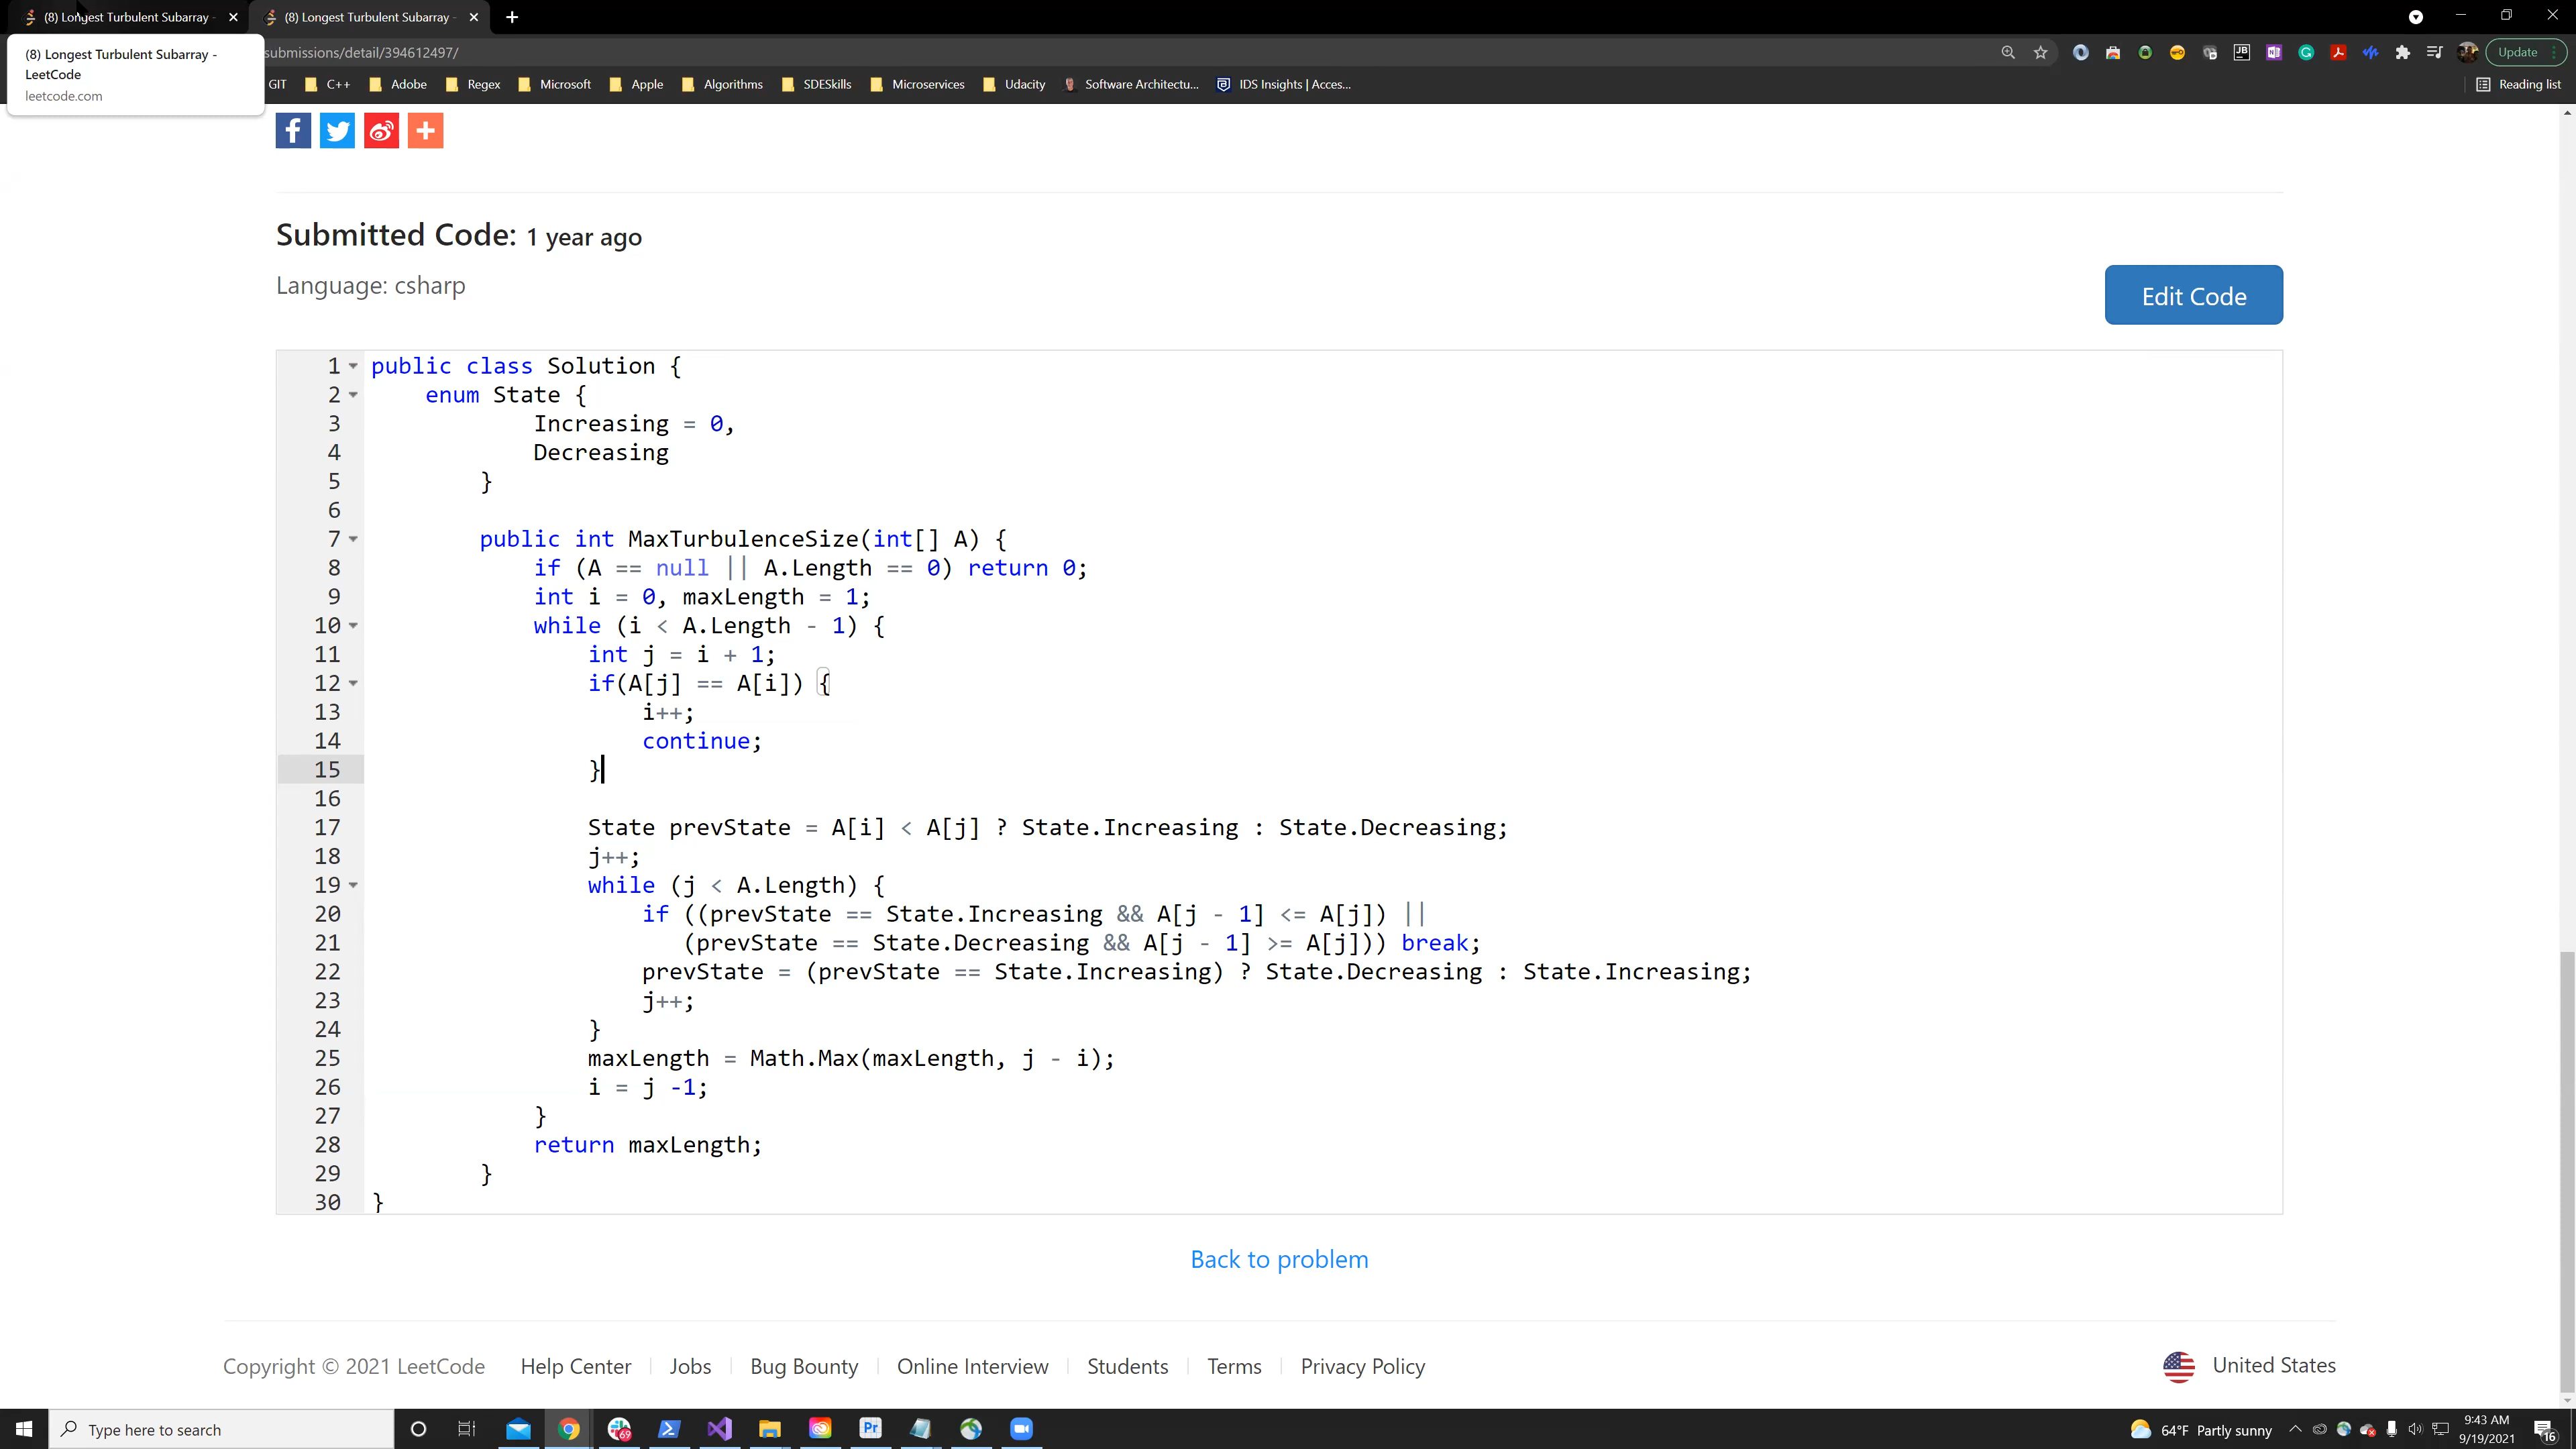 (8) Longest Turbulent Subarray -
(8) Longest Turbulent Subarray -
(8) Longest Turbulent Subarray -
LeetCode
leetcode.com
submissions/detail/394612497/
Update
GIT
C++
Adobe
Regex
Microsoft
Apple
Algorithms
SDESkills
Microservices
Udacity
Software Architectu...
IDS Insights | Acces...
Reading list
Submitted Code: 1 year ago
Language: csharp
Edit Code
1 public class Solution {
2 enum State {
3 Increasing = 0,
4 Decreasing
5 }
6
7 public int MaxTurbulenceSize(int[] A) {
8 if (A == null || A.Length == 0) return 0;
9 int i = 0, maxLength = 1;
10 while (i < A.Length - 1) {
11 int j = i + 1;
12 if(A[j] == A[i]) {
13 i++;
14 continue;
15 }
16
17 State prevState = A[i] < A[j] ? State.Increasing : State.Decreasing;
18 j++;
19 while (j < A.Length) {
20 if ((prevState == State.Increasing && A[j - 1] <= A[j]) ||
21 (prevState == State.Decreasing && A[j - 1] >= A[j])) break;
22 prevState = (prevState == State.Increasing) ? State.Decreasing : State.Increasing;
23 j++;
24 }
25 maxLength = Math.Max(maxLength, j - i);
26 i = j -1;
27 }
28 return maxLength;
29 }
30 }
Back to problem
Copyright © 2021 LeetCode
Help Center
Jobs
Bug Bounty
Online Interview
Students
Terms
Privacy Policy
United States
Type here to search
69
Pr
64°F Partly sunny
9:43 AM
9/19/2021
16